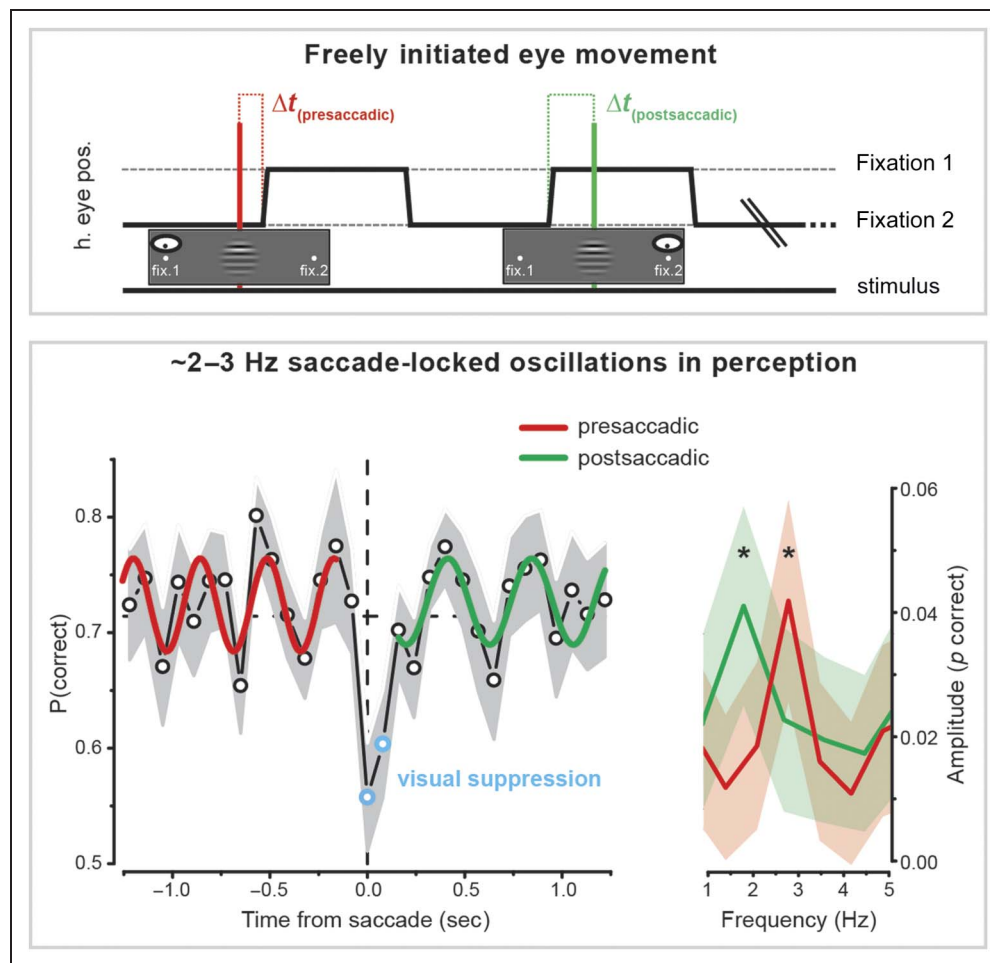 Freely initiated eye movement
Δt(presaccadic)
Δt(postsaccadic)
h. eye pos.
Fixation 1
Fixation 2
fix.1
fix.2
fix.1
fix.2
stimulus
~2–3 Hz saccade-locked oscillations in perception
presaccadic
postsaccadic
P(correct)
0.8
0.7
0.6
0.5
*
*
visual suppression
−1.0
−0.5
0.0
0.5
1.0
Time from saccade (sec)
0.06
0.04
0.02
0.00
Amplitude (p correct)
1
2
3
4
5
Frequency (Hz)